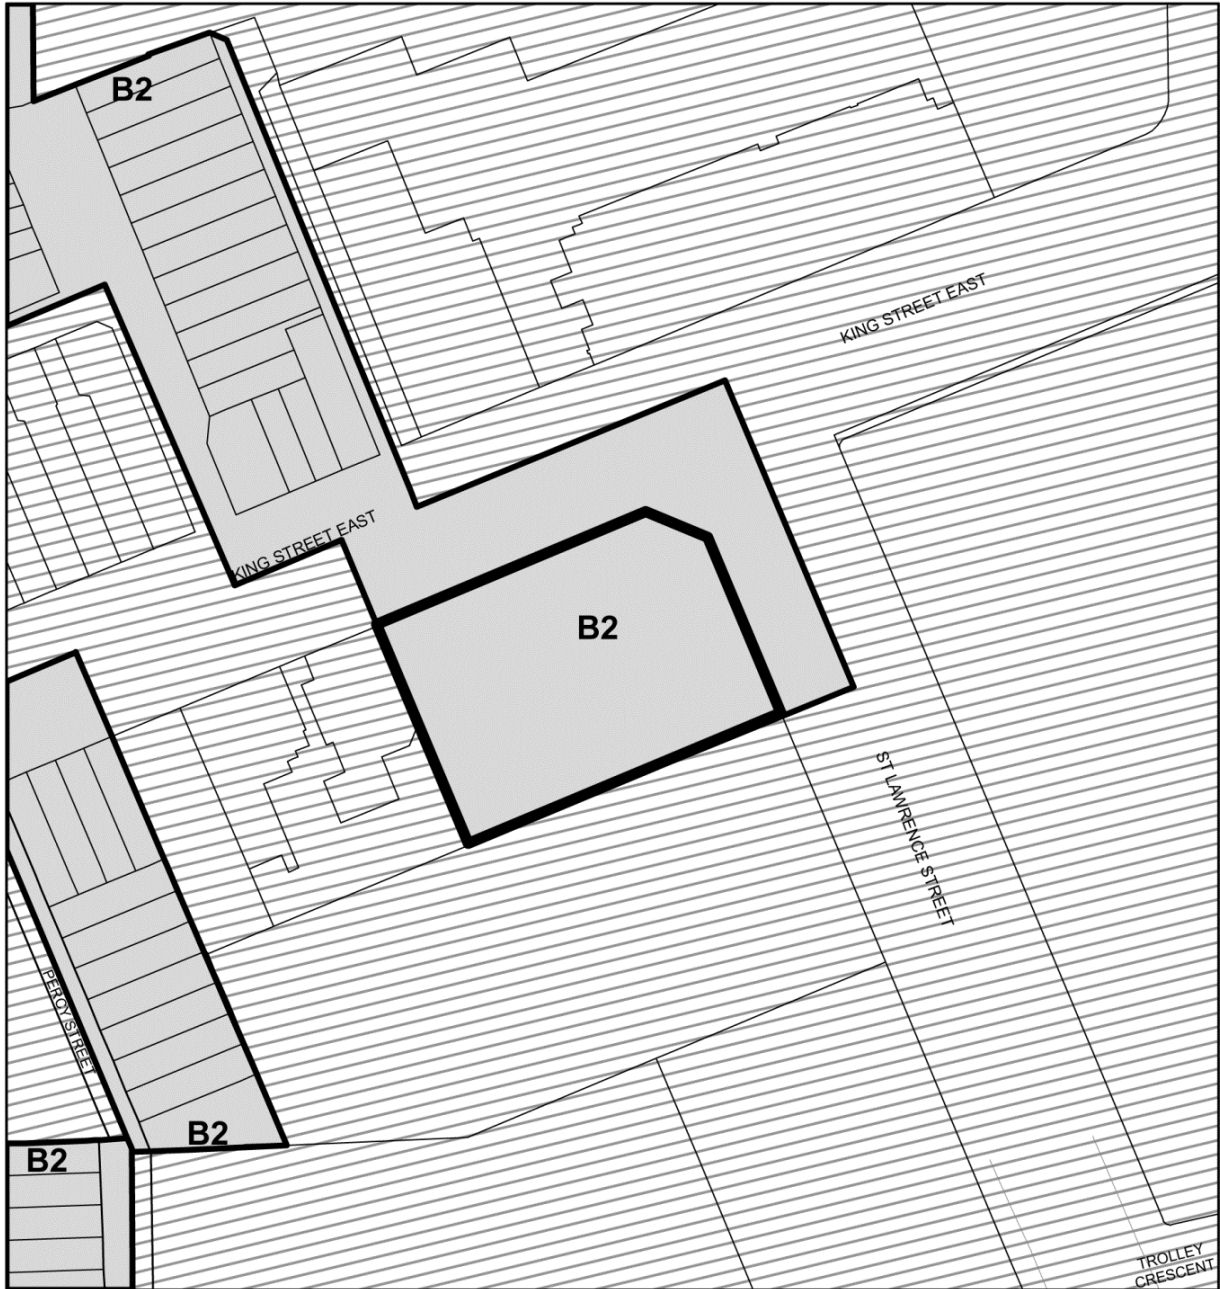 B2
KING STREET EAST
KING STREET EAST
B2
ST LAWRENCE STREET
PERCY STREET
B2
B2
TROLLEY
CRESCENT